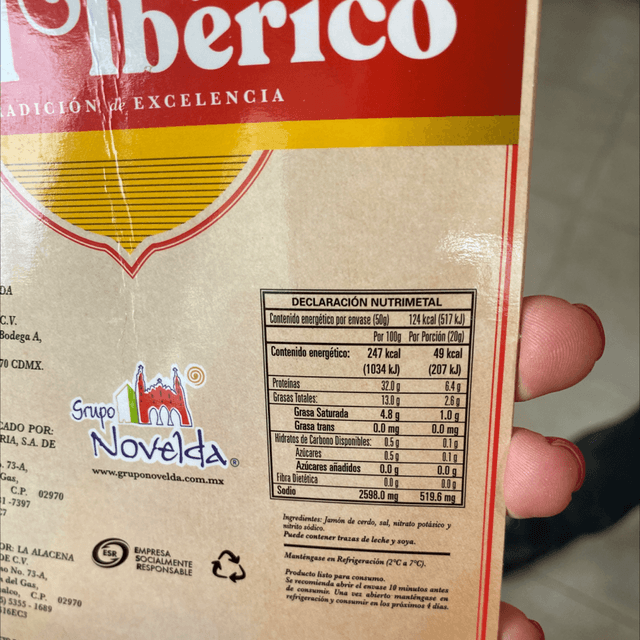 Ibérico
TRADICIÓN de EXCELENCIA
DA
C.V.
Bodega A,
70 CDMX.
CADO POR:
RIA, S.A. DE
. 73-A,
Gas,
C.P. 02970
81-7397
Grupo
Novelda®
www.gruponovelda.com.mx
OR: LA ALACENA
DE C.V.
no No. 73-A,
del Gas,
alco, C.P. 02970
5) 5355 - 1689
16EC3
ESR EMPRESA
SOCIALMENTE
RESPONSABLE
DECLARACIÓN NUTRIMETAL
Contenido energético por envase (50g) 124 kcal (517 kJ)
Por 100g Por Porción (20g)
Contenido energético: 247 kcal 49 kcal
(1034 kJ) (207 kJ)
Proteínas 32.0 g 6.4 g
Grasas Totales: 13.0 g 2.6 g
Grasa Saturada 4.8 g 1.0 g
Grasa trans 0.0 mg 0.0 mg
Hidratos de Carbono Disponibles: 0.5 g 0.1 g
Azúcares 0.5 g 0.1 g
Azúcares añadidos 0.0 g 0.0 g
Fibra Dietética 0.0 g 0.0 g
Sodio 2598.0 mg 519.6 mg
Ingredientes: Jamón de cerdo, sal, nitrato potázico y
nitrito sódico.
Puede contener trazas de leche y soya.
Manténgase en Refrigeración (2°C a 7°C).
Producto listo para consumo.
Se recomienda abrir el envase 10 minutos antes
de consumir. Una vez abierto manténgase en
refrigeración y consumir en los próximos 4 días.